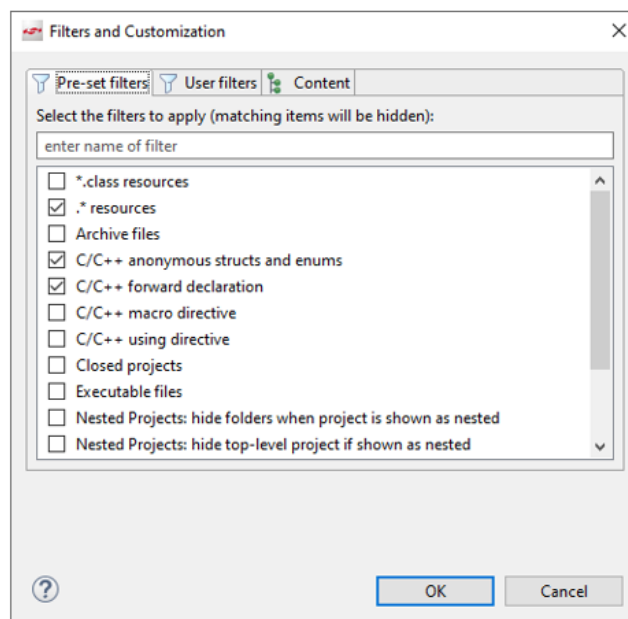 Filters and Customization
Pre-set filters User filters Content
Select the filters to apply (matching items will be hidden):
enter name of filter
*.class resources
.* resources
Archive files
C/C++ anonymous structs and enums
C/C++ forward declaration
C/C++ macro directive
C/C++ using directive
Closed projects
Executable files
Nested Projects: hide folders when project is shown as nested
Nested Projects: hide top-level project if shown as nested
OK Cancel